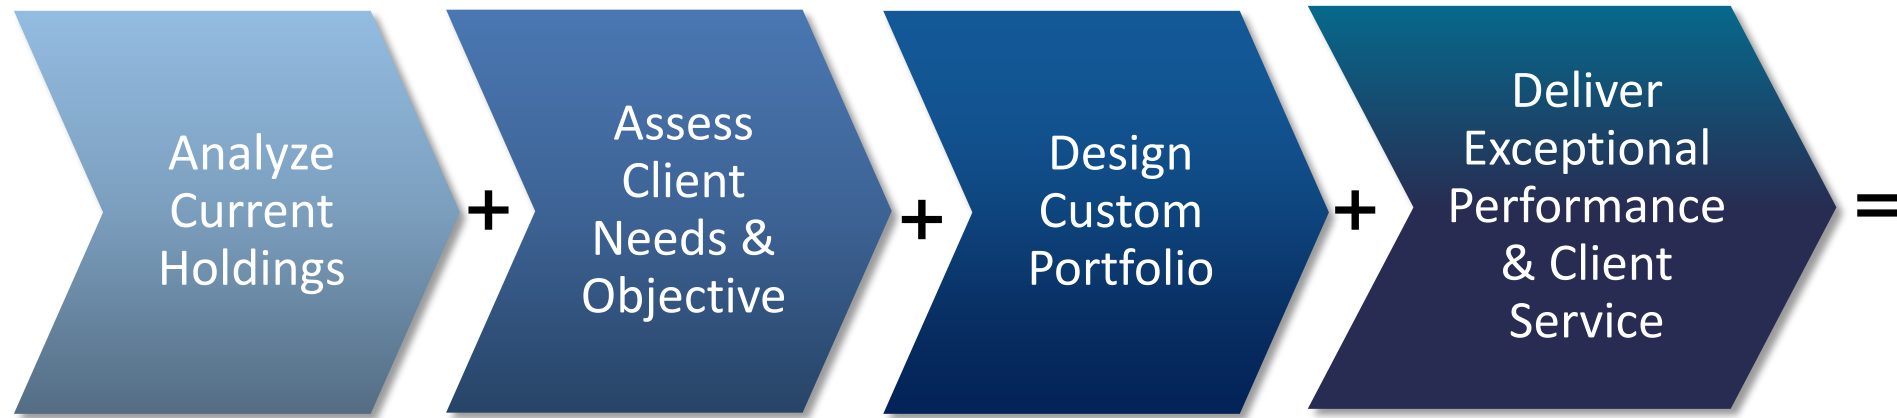 Analyze
Current
Holdings
+
Assess
Client
Needs &
Objective
+
Design
Custom
Portfolio
+
Deliver
Exceptional
Performance
& Client
Service
=